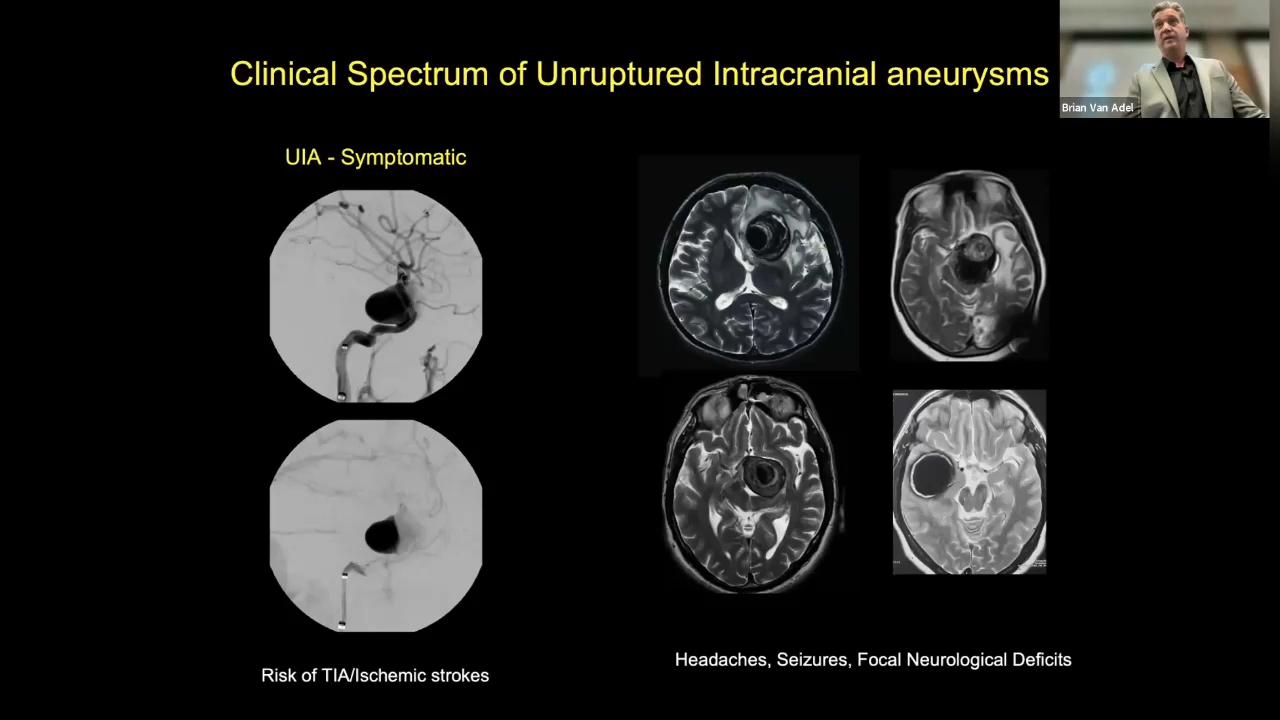 Clinical Spectrum of Unruptured Intracranial aneurysms
Brian Van Adel
UIA - Symptomatic
Risk of TIA/Ischemic strokes
Headaches, Seizures, Focal Neurological Deficits